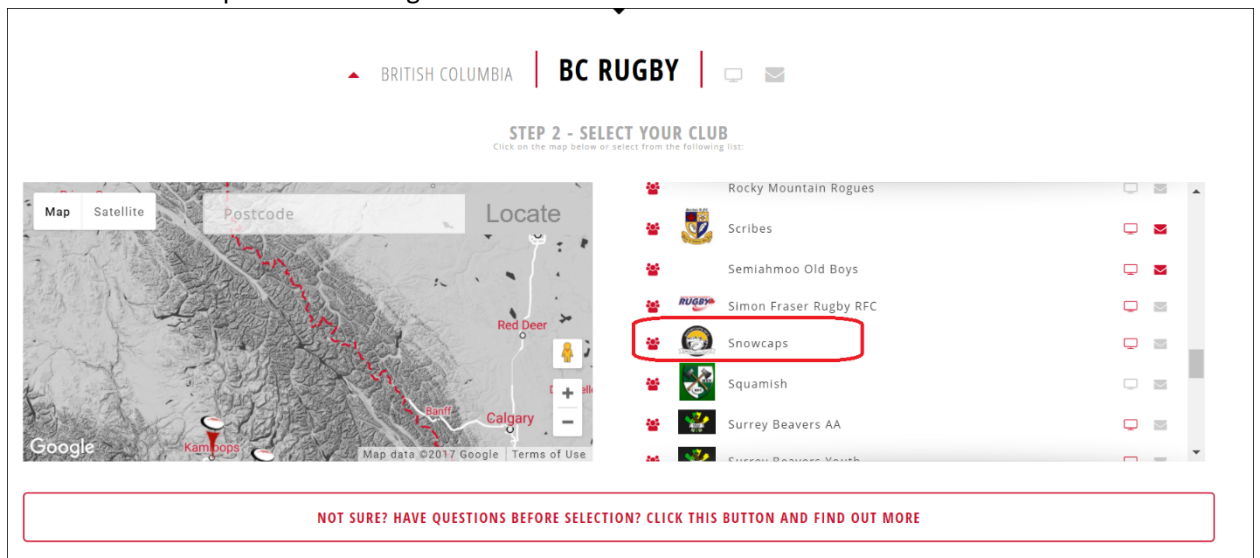 BRITISH COLUMBIA BC RUGBY
STEP 2 - SELECT YOUR CLUB
Click on the map below or select from the following list:
Map Satellite
Postcode
Locate
Red Deer
Banff
Calgary
Kamloops
Google
Map data ©2017 Google Terms of Use
Rocky Mountain Rogues
Scribes
Semiahmoo Old Boys
RUGBY
Simon Fraser Rugby RFC
Snowcaps
Squamish
Surrey Beavers AA
Surrey Beavers Youth
NOT SURE? HAVE QUESTIONS BEFORE SELECTION? CLICK THIS BUTTON AND FIND OUT MORE